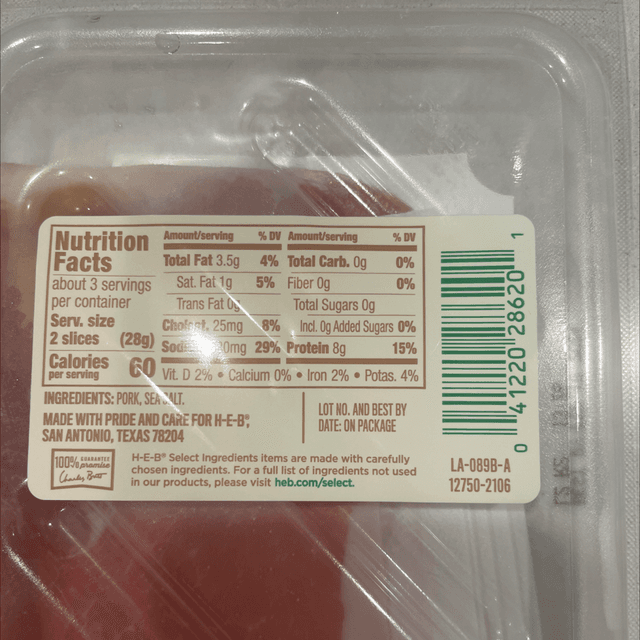 Nutrition Facts
about 3 servings
per container
Serv. size
2 slices (28g)
Calories 60
per serving
Amount/serving % DV
Total Fat 3.5g 4%
Sat. Fat 1g 5%
Trans Fat 0g
Cholest. 25mg 8%
29%
Amount/serving % DV
Total Carb. 0g 0%
Fiber 0g 0%
Total Sugars 0g
Incl. 0g Added Sugars 0%
Protein 8g 15%
Vit. D 2% • Calcium 0% • Iron 2% • Potas. 4%
INGREDIENTS: PORK, SEA SALT.
MADE WITH PRIDE AND CARE FOR H-E-B®,
SAN ANTONIO, TEXAS 78204
LOT NO. AND BEST BY
DATE: ON PACKAGE
100% GUARANTEE
promise
Charles Butt
H-E-B® Select Ingredients items are made with carefully
chosen ingredients. For a full list of ingredients not used
in our products, please visit heb.com/select.
0 41220 28620 1
LA-089B-A
12750-2106